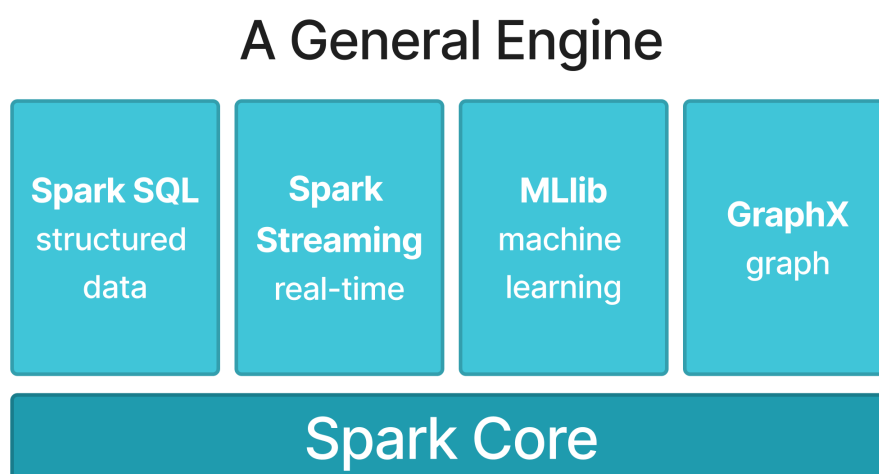 A General Engine
Spark SQL
structured
data
Spark
Streaming
real-time
MLlib
machine
learning
GraphX
graph
Spark Core